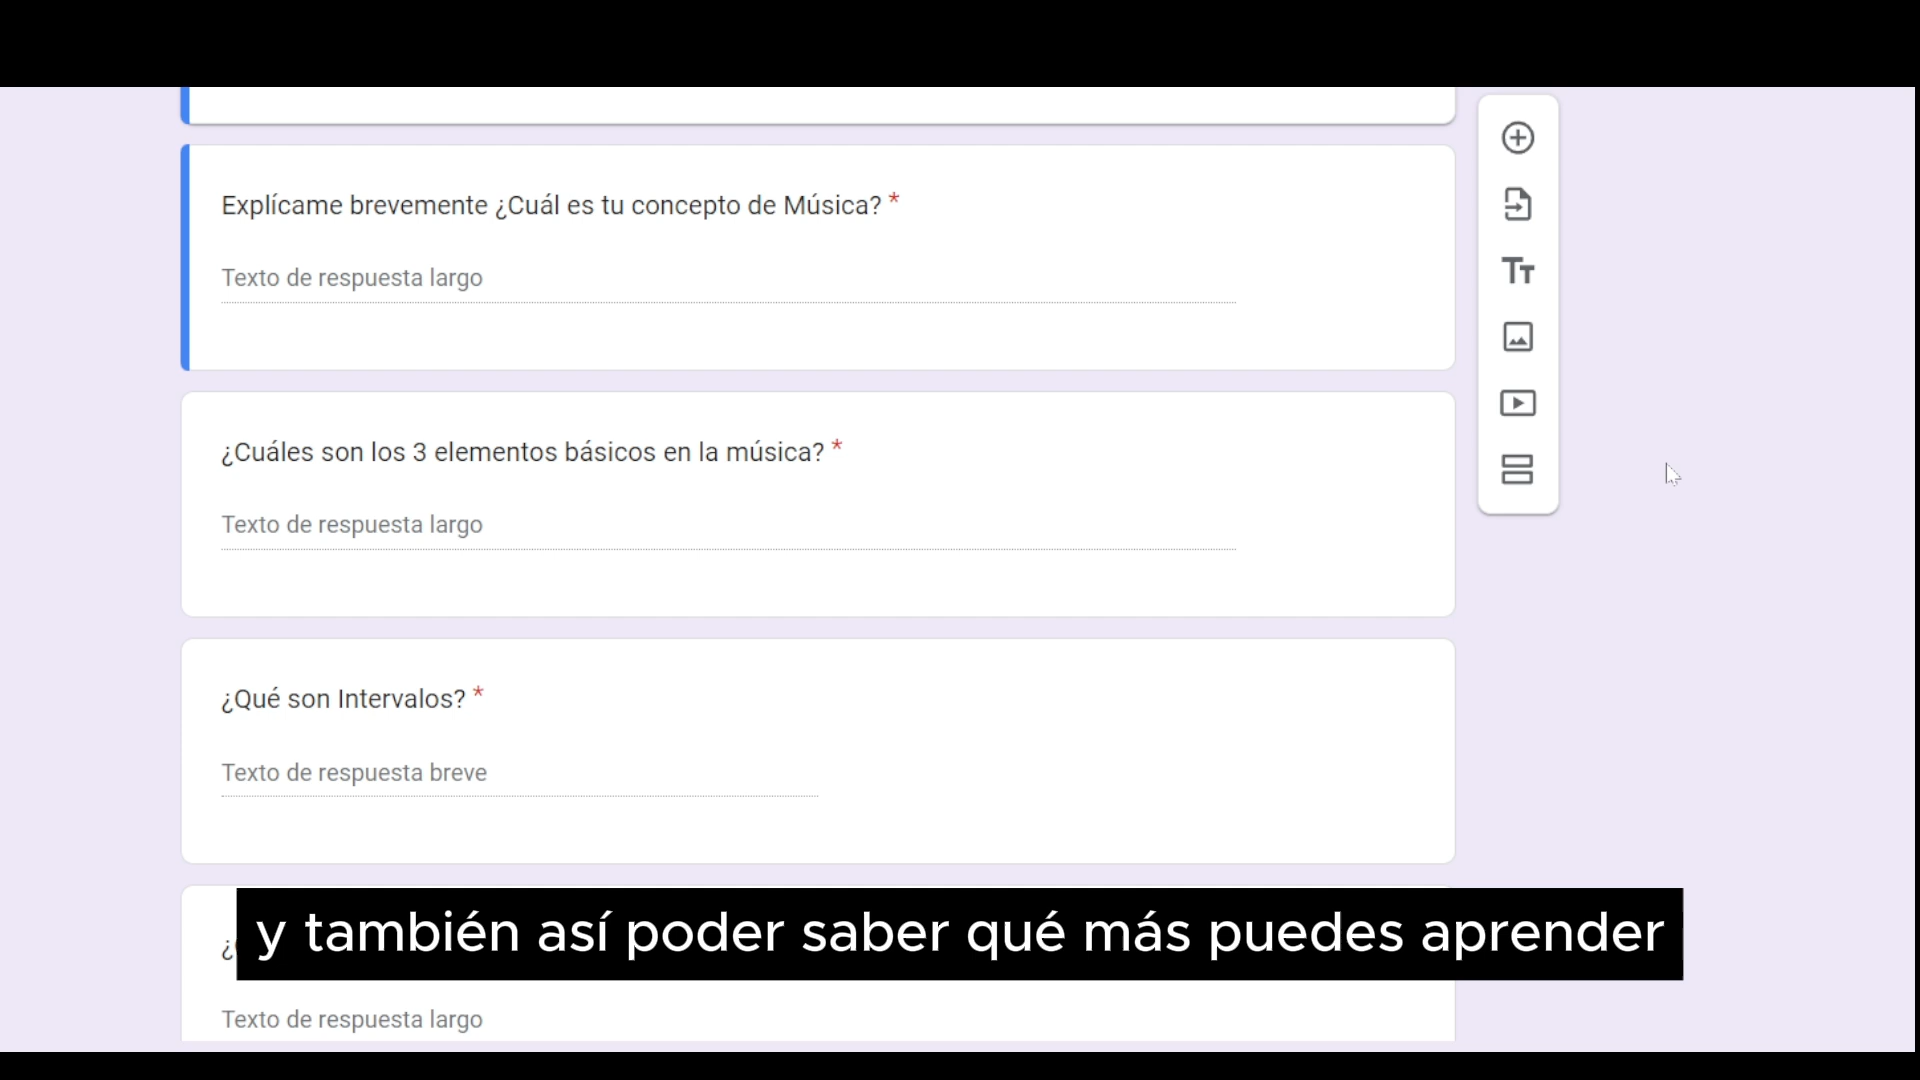 Explícame brevemente ¿Cuál es tu concepto de Música? *
Texto de respuesta largo
¿Cuáles son los 3 elementos básicos en la música? *
Texto de respuesta largo
¿Qué son Intervalos? *
Texto de respuesta breve
y también así poder saber qué más puedes aprender
Texto de respuesta largo